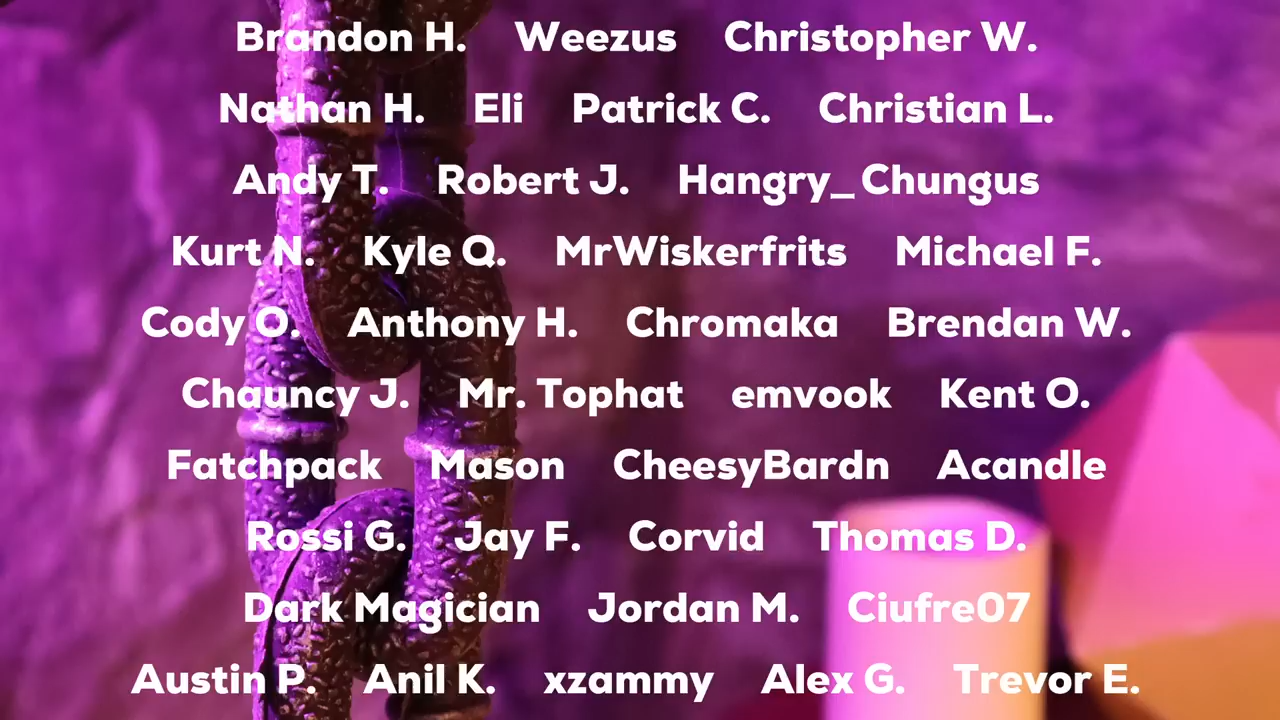 Brandon H. Weezus Christopher W.
Nathan H. Eli Patrick C. Christian L.
Andy T. Robert J. Hangry_Chungus
Kurt N. Kyle Q. MrWiskerfrits Michael F.
Cody O. Anthony H. Chromaka Brendan W.
Chauncy J. Mr. Tophat emvook Kent O.
Fatchpack Mason CheesyBardn Acandle
Rossi G. Jay F. Corvid Thomas D.
Dark Magician Jordan M. Ciufre07
Austin P. Anil K. xzammy Alex G. Trevor E.